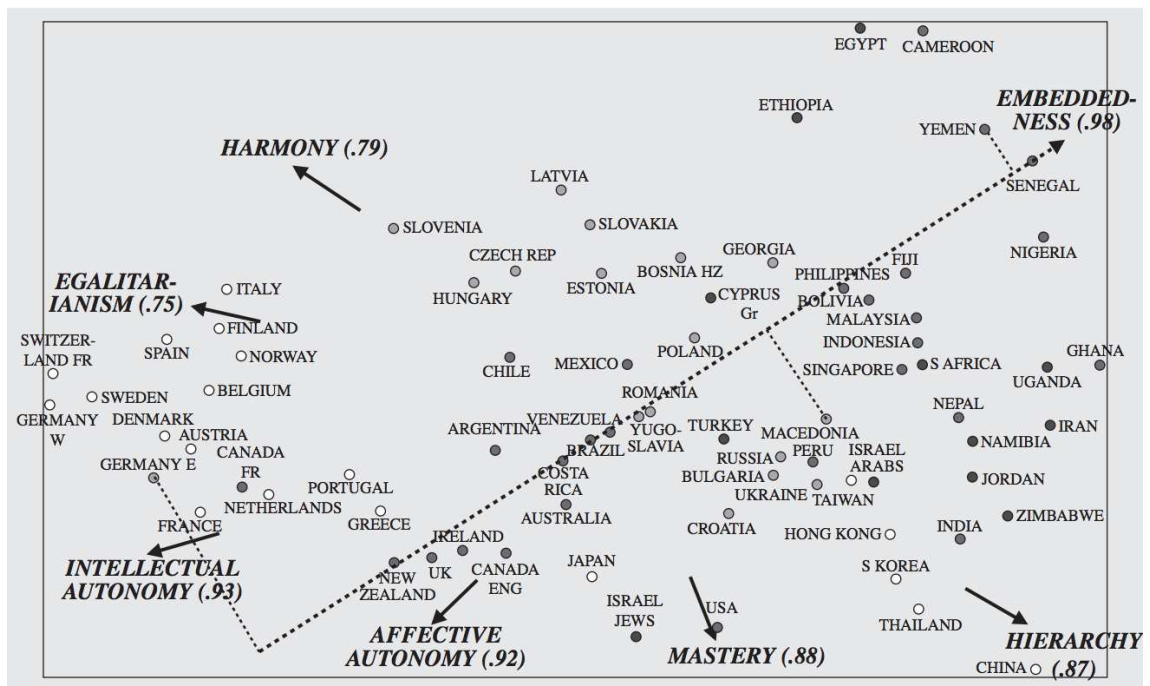 EGYPT
CAMEROON
ETHIOPIA
EMBEDDED-
NESS (.98)
YEMEN
HARMONY (.79)
LATVIA
SENEGAL
SLOVENIA
SLOVAKIA
NIGERIA
CZECH REP
GEORGIA
BOSNIA HZ
FIJI
EGALITAR-
IANISM (.75)
ITALY
HUNGARY
ESTONIA
PHILIPPINES
CYPRUS
Gr
BOLIVIA
MALAYSIA
FINLAND
SWITZER-
LAND FR
SPAIN
NORWAY
POLAND
INDONESIA
CHILE
MEXICO
SINGAPORE
S AFRICA
GHANA
UGANDA
SWEDEN
BELGIUM
ROMANIA
GERMANY
W
DENMARK
VENEZUELA
YUGO-
SLAVIA
NEPAL
AUSTRIA
ARGENTINA
TURKEY
MACEDONIA
IRAN
NAMIBIA
CANADA
FR
BRAZIL
RUSSIA
PERU
ISRAEL
ARABS
GERMANY E
COSTA
RICA
BULGARIA
JORDAN
PORTUGAL
UKRAINE
TAIWAN
NETHERLANDS
FRANCE
GREECE
AUSTRALIA
CROATIA
ZIMBABWE
HONG KONG
INDIA
IRELAND
INTELLECTUAL
AUTONOMY (.93)
NEW
ZEALAND
UK
CANADA
ENG
JAPAN
S KOREA
ISRAEL
JEWS
USA
THAILAND
AFFECTIVE
AUTONOMY (.92)
MASTERY (.88)
HIERARCHY
(.87)
CHINA